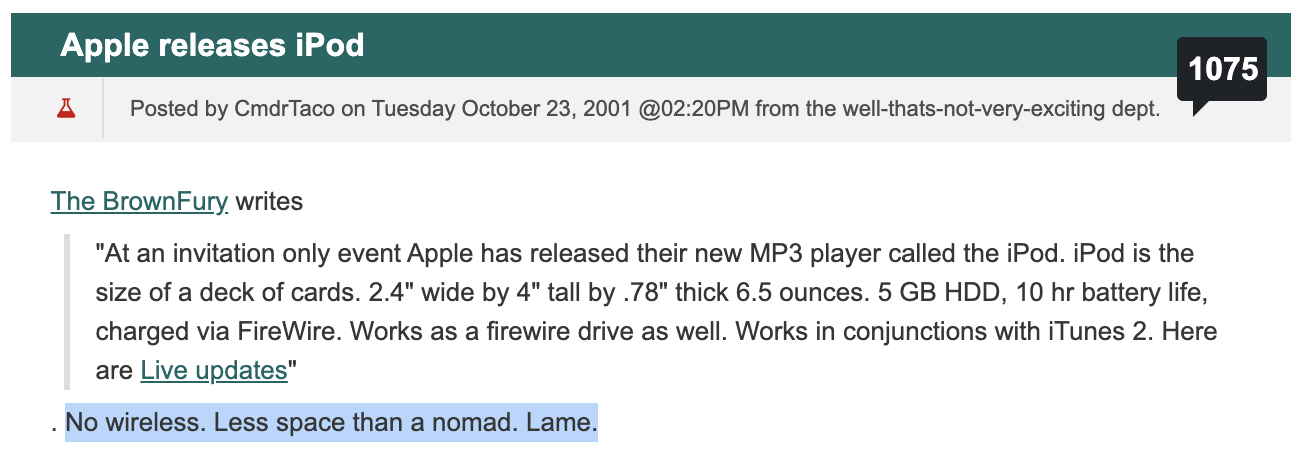 Apple releases iPod
1075
Posted by CmdrTaco on Tuesday October 23, 2001 @02:20PM from the well-thats-not-very-exciting dept.
The BrownFury writes
"At an invitation only event Apple has released their new MP3 player called the iPod. iPod is the
size of a deck of cards. 2.4" wide by 4" tall by .78" thick 6.5 ounces. 5 GB HDD, 10 hr battery life,
charged via FireWire. Works as a firewire drive as well. Works in conjunctions with iTunes 2. Here
are Live updates"
. No wireless. Less space than a nomad. Lame.